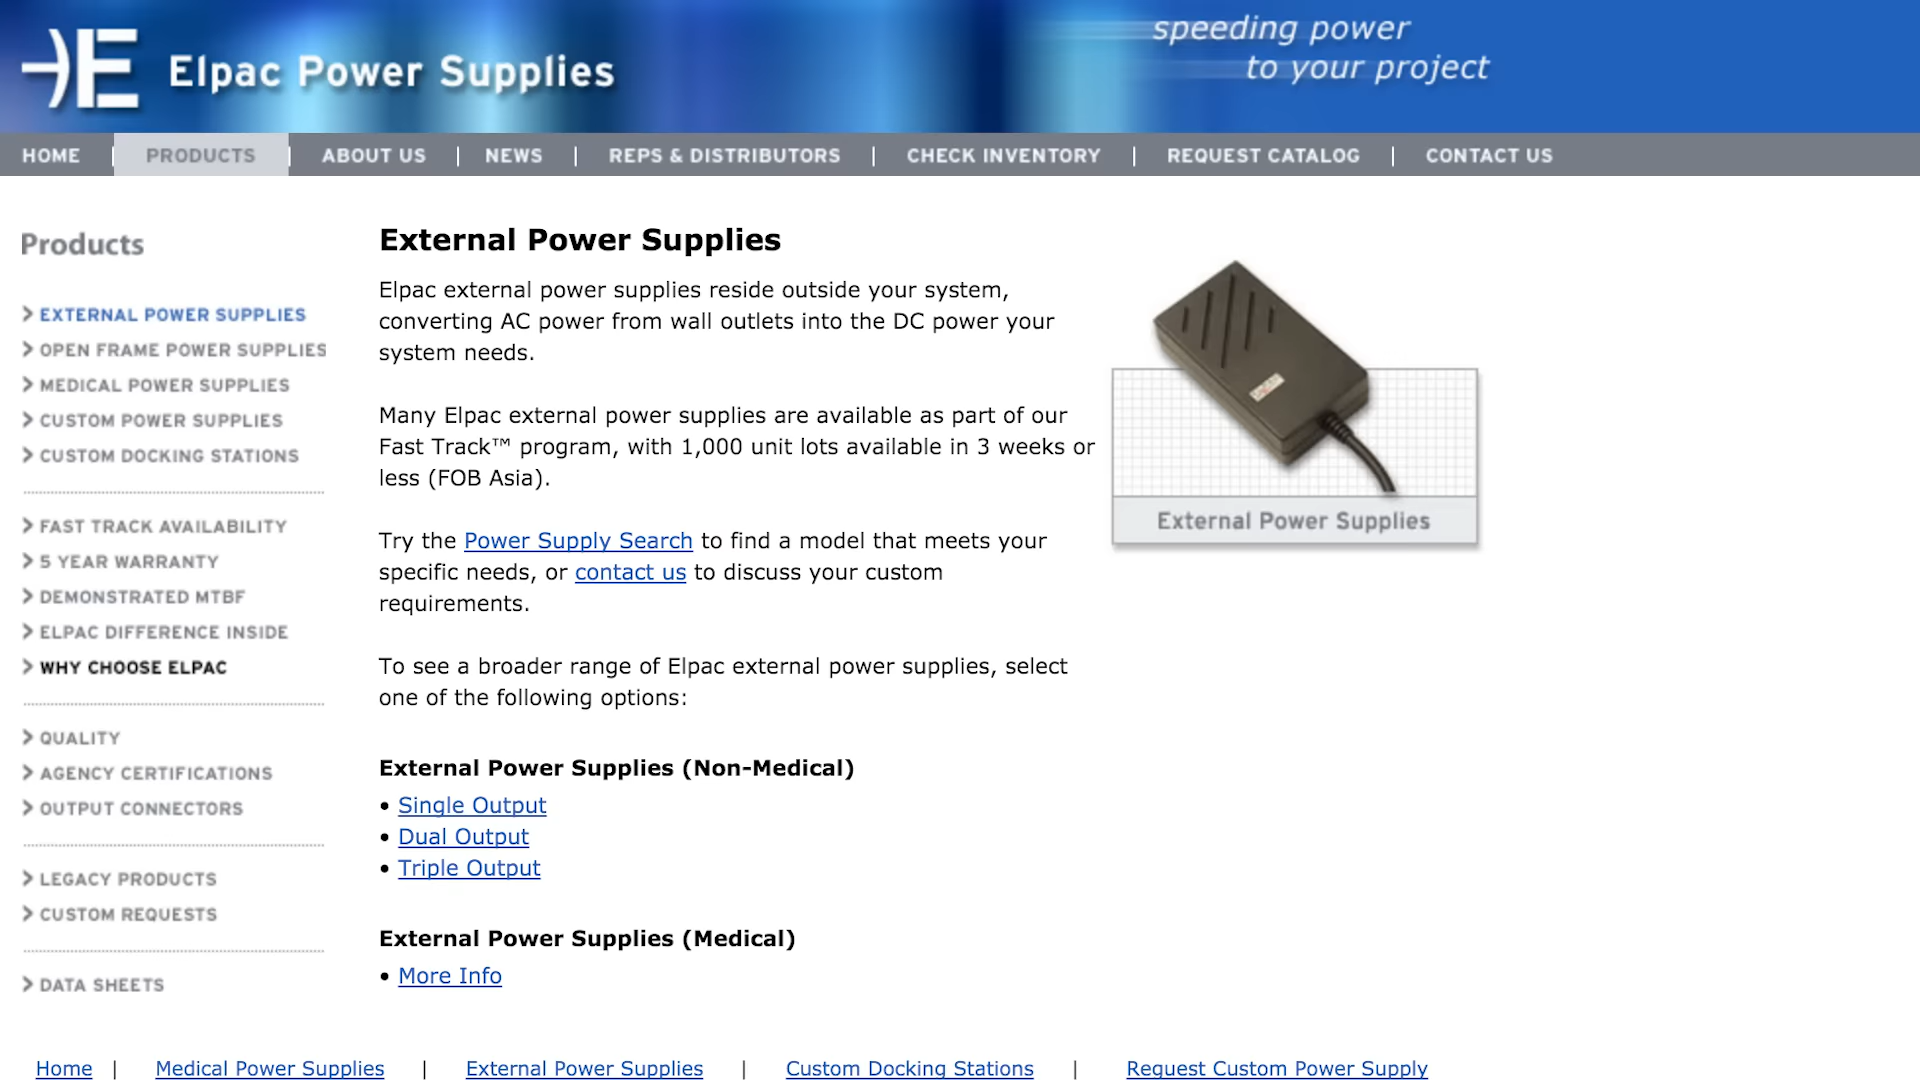 Elpac Power Supplies
speeding power
to your project
HOME | PRODUCTS | ABOUT US | NEWS | REPS & DISTRIBUTORS | CHECK INVENTORY | REQUEST CATALOG | CONTACT US
Products
> EXTERNAL POWER SUPPLIES
> OPEN FRAME POWER SUPPLIES
> MEDICAL POWER SUPPLIES
> CUSTOM POWER SUPPLIES
> CUSTOM DOCKING STATIONS
> FAST TRACK AVAILABILITY
> 5 YEAR WARRANTY
> DEMONSTRATED MTBF
> ELPAC DIFFERENCE INSIDE
> WHY CHOOSE ELPAC
> QUALITY
> AGENCY CERTIFICATIONS
> OUTPUT CONNECTORS
> LEGACY PRODUCTS
> CUSTOM REQUESTS
> DATA SHEETS
External Power Supplies
Elpac external power supplies reside outside your system,
converting AC power from wall outlets into the DC power your
system needs.
Many Elpac external power supplies are available as part of our
Fast Track™ program, with 1,000 unit lots available in 3 weeks or
less (FOB Asia).
Try the Power Supply Search to find a model that meets your
specific needs, or contact us to discuss your custom
requirements.
To see a broader range of Elpac external power supplies, select
one of the following options:
External Power Supplies (Non-Medical)
• Single Output
• Dual Output
• Triple Output
External Power Supplies (Medical)
• More Info
External Power Supplies
Home | Medical Power Supplies | External Power Supplies | Custom Docking Stations | Request Custom Power Supply